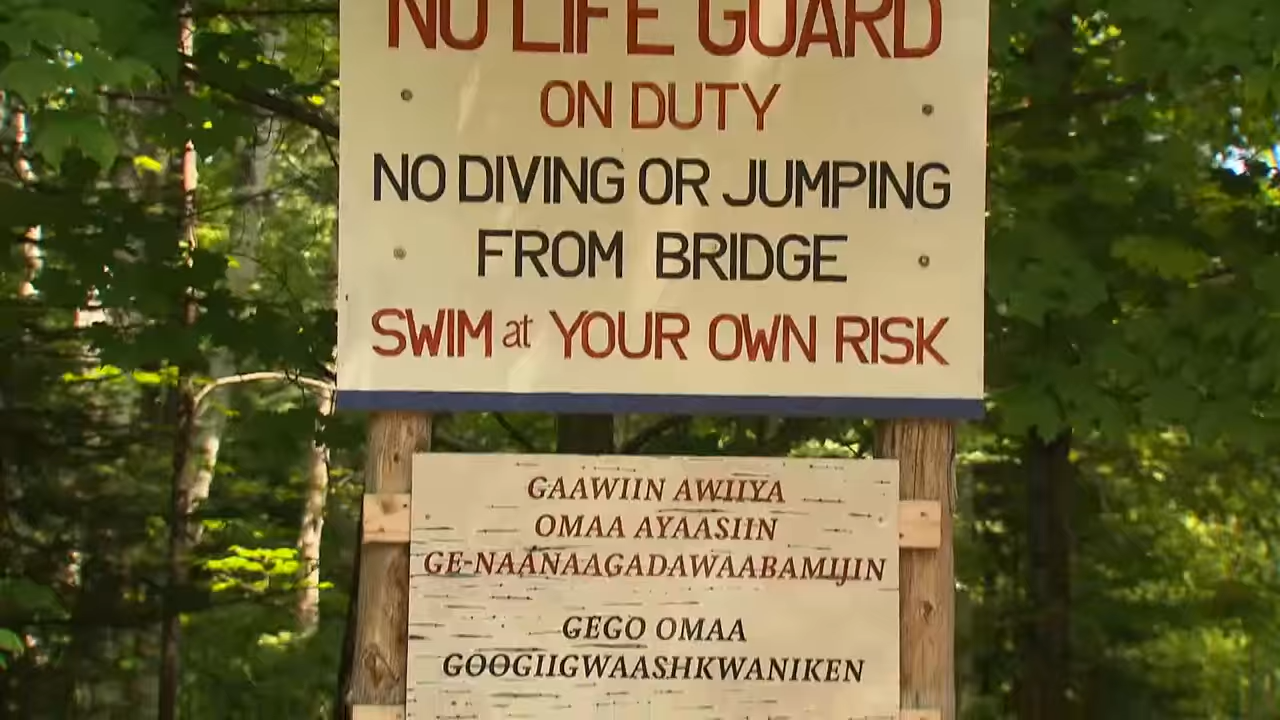 NO LIFE GUARD
ON DUTY
NO DIVING OR JUMPING
FROM BRIDGE
SWIM at YOUR OWN RISK
GAAWIIN AWIIYA
OMAA AYAASIIN
GE-NAANAAGADAWAABAMIJIN
GEGO OMAA
GOOGIIGWAASHKWANIKEN